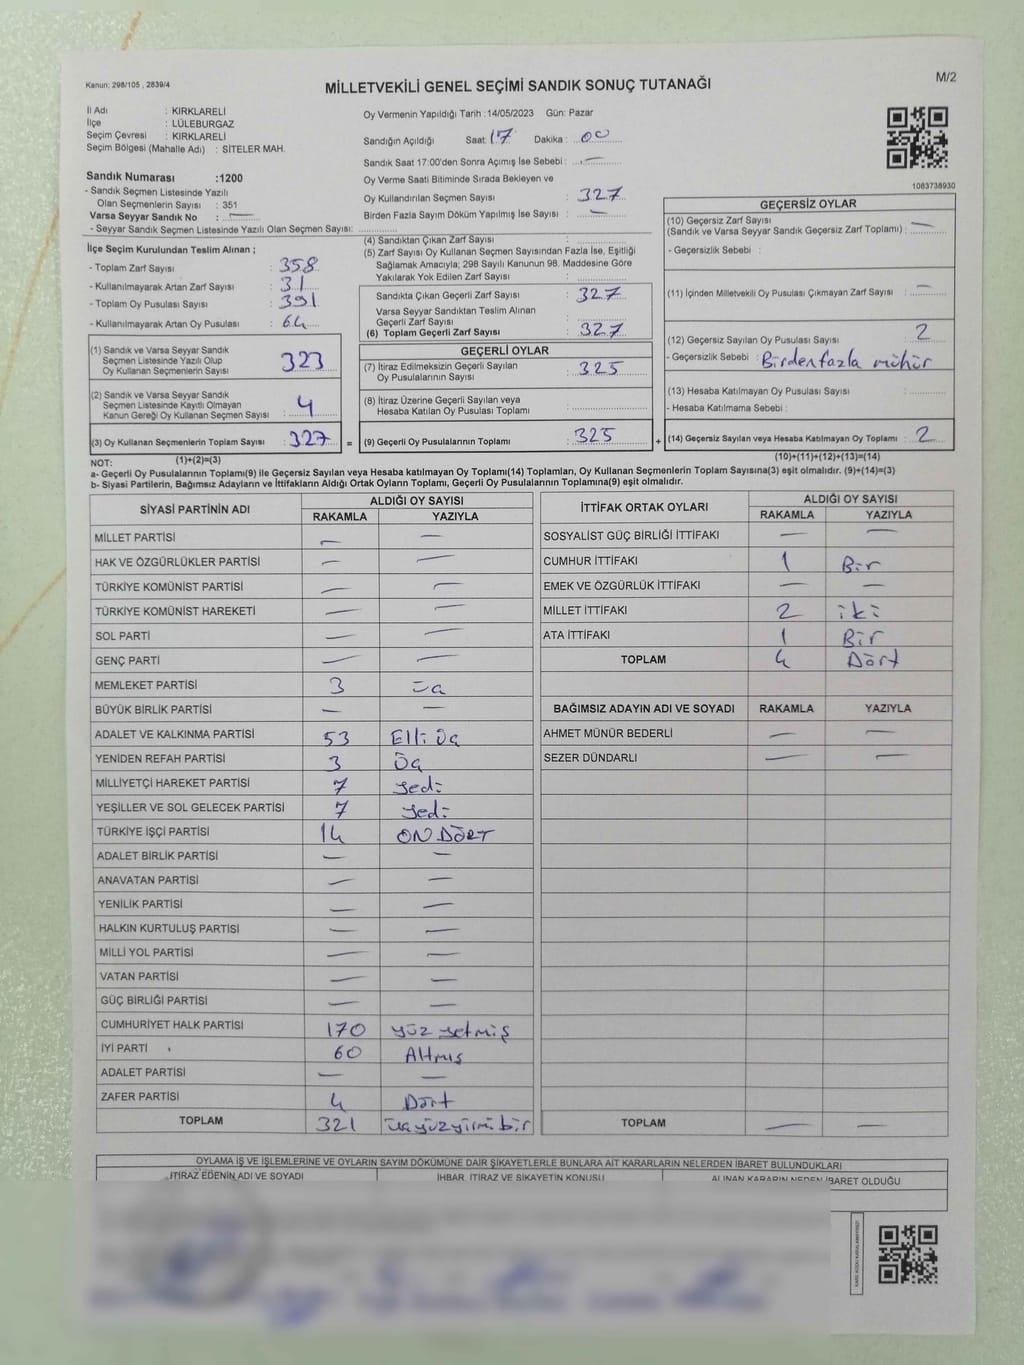 Kanun: 298/105 , 2839/4
MİLLETVEKİLİ GENEL SEÇİMİ SANDIK SONUÇ TUTANAĞI
M/2
İl Adı : KIRKLARELİ
İlçe : LÜLEBURGAZ
Seçim Çevresi : KIRKLARELİ
Seçim Bölgesi (Mahalle Adı) : SİTELER MAH.
Sandık Numarası :1200
- Sandık Seçmen Listesinde Yazılı
Olan Seçmenlerin Sayısı : 351
Varsa Seyyar Sandık No : —
- Seyyar Sandık Seçmen Listesinde Yazılı Olan Seçmen Sayısı:
Oy Vermenin Yapıldığı Tarih :14/05/2023 Gün: Pazar
Sandığın Açıldığı Saat: 17 Dakika : 00
Sandık Saat 17:00'den Sonra Açımış İse Sebebi : —
Oy Verme Saati Bitiminde Sırada Bekleyen ve
Oy Kullandırılan Seçmen Sayısı : 327
Birden Fazla Sayım Döküm Yapılmış İse Sayısı : —
1083738930
İlçe Seçim Kurulundan Teslim Alınan ;
- Toplam Zarf Sayısı : 358
- Kullanılmayarak Artan Zarf Sayısı : 31
- Toplam Oy Pusulası Sayısı : 391
- Kullanılmayarak Artan Oy Pusulası : 64
(1) Sandık ve Varsa Seyyar Sandık
Seçmen Listesinde Yazılı Olup
Oy Kullanan Seçmenlerin Sayısı : 323
(2) Sandık ve Varsa Seyyar Sandık
Seçmen Listesinde Kayıtlı Olmayan
Kanun Gereği Oy Kullanan Seçmen Sayısı : 4
(3) Oy Kullanan Seçmenlerin Toplam Sayısı : 327 =
(1)+(2)=(3)
(4) Sandıktan Çıkan Zarf Sayısı :
(5) Zarf Sayısı Oy Kullanan Seçmen Sayısından Fazla İse, Eşitliği
Sağlamak Amacıyla; 298 Sayılı Kanunun 98. Maddesine Göre
Yakılarak Yok Edilen Zarf Sayısı :
Sandıkta Çıkan Geçerli Zarf Sayısı : 327
Varsa Seyyar Sandıktan Teslim Alınan
Geçerli Zarf Sayısı :
(6) Toplam Geçerli Zarf Sayısı : 327
GEÇERLİ OYLAR
(7) İtiraz Edilmeksizin Geçerli Sayılan
Oy Pusulalarının Sayısı : 325
(8) İtiraz Üzerine Geçerli Sayılan veya
Hesaba Katılan Oy Pusulası Toplamı :
(9) Geçerli Oy Pusulalarının Toplamı : 325 +
GEÇERSİZ OYLAR
(10) Geçersiz Zarf Sayısı
(Sandık ve Varsa Seyyar Sandık Geçersiz Zarf Toplamı) : —
- Geçersizlik Sebebi :
(11) İçinden Milletvekili Oy Pusulası Çıkmayan Zarf Sayısı : —
(12) Geçersiz Sayılan Oy Pusulası Sayısı : 2
- Geçersizlik Sebebi : Birden fazla mühür
(13) Hesaba Katılmayan Oy Pusulası Sayısı :
- Hesaba Katılmama Sebebi :
(14) Geçersiz Sayılan veya Hesaba Katılmayan Oy Toplamı : 2
(10)+(11)+(12)+(13)=(14)
NOT:
a- Geçerli Oy Pusulalarının Toplamı(9) ile Geçersiz Sayılan veya Hesaba katılmayan Oy Toplamı(14) Toplamları, Oy Kullanan Seçmenlerin Toplam Sayısına(3) eşit olmalıdır. (9)+(14)=(3)
b- Siyasi Partilerin, Bağımsız Adayların ve İttifakların Aldığı Ortak Oyların Toplamı, Geçerli Oy Pusulalarının Toplamına(9) eşit olmalıdır.
SİYASİ PARTİNİN ADI ALDIĞI OY SAYISI
RAKAMLA YAZIYLA
MİLLET PARTİSİ — —
HAK VE ÖZGÜRLÜKLER PARTİSİ — —
TÜRKİYE KOMÜNİST PARTİSİ — —
TÜRKİYE KOMÜNİST HAREKETİ — —
SOL PARTİ — —
GENÇ PARTİ — —
MEMLEKET PARTİSİ 3 Üç
BÜYÜK BİRLİK PARTİSİ — —
ADALET VE KALKINMA PARTİSİ 53 Elli Üç
YENİDEN REFAH PARTİSİ 3 Üç
MİLLİYETÇİ HAREKET PARTİSİ 7 Yedi
YEŞİLLER VE SOL GELECEK PARTİSİ 7 Yedi
TÜRKİYE İŞÇİ PARTİSİ 14 ON DÖRT
ADALET BİRLİK PARTİSİ — —
ANAVATAN PARTİSİ — —
YENİLİK PARTİSİ — —
HALKIN KURTULUŞ PARTİSİ — —
MİLLİ YOL PARTİSİ — —
VATAN PARTİSİ — —
GÜÇ BİRLİĞİ PARTİSİ — —
CUMHURİYET HALK PARTİSİ 170 Yüz Yetmiş
İYİ PARTİ 60 Altmış
ADALET PARTİSİ — —
ZAFER PARTİSİ 4 Dört
TOPLAM 321 üçyüzyirmi bir
İTTİFAK ORTAK OYLARI ALDIĞI OY SAYISI
RAKAMLA YAZIYLA
SOSYALİST GÜÇ BİRLİĞİ İTTİFAKI — —
CUMHUR İTTİFAKI 1 Bir
EMEK VE ÖZGÜRLÜK İTTİFAKI — —
MİLLET İTTİFAKI 2 iki
ATA İTTİFAKI 1 Bir
TOPLAM 4 Dört
BAĞIMSIZ ADAYIN ADI VE SOYADI RAKAMLA YAZIYLA
AHMET MÜNÜR BEDERLİ — —
SEZER DÜNDARLI — —
TOPLAM — —
OYLAMA İŞ VE İŞLEMLERİNE VE OYLARIN SAYIM DÖKÜMÜNE DAİR ŞİKAYETLERLE BUNLARA AİT KARARLARIN NELERDEN İBARET BULUNDUKLARI
İTİRAZ EDENİN ADI VE SOYADI İHBAR, İTİRAZ VE ŞİKAYETİN KONUSU ALINAN KARARIN NEDEN İBARET OLDUĞU